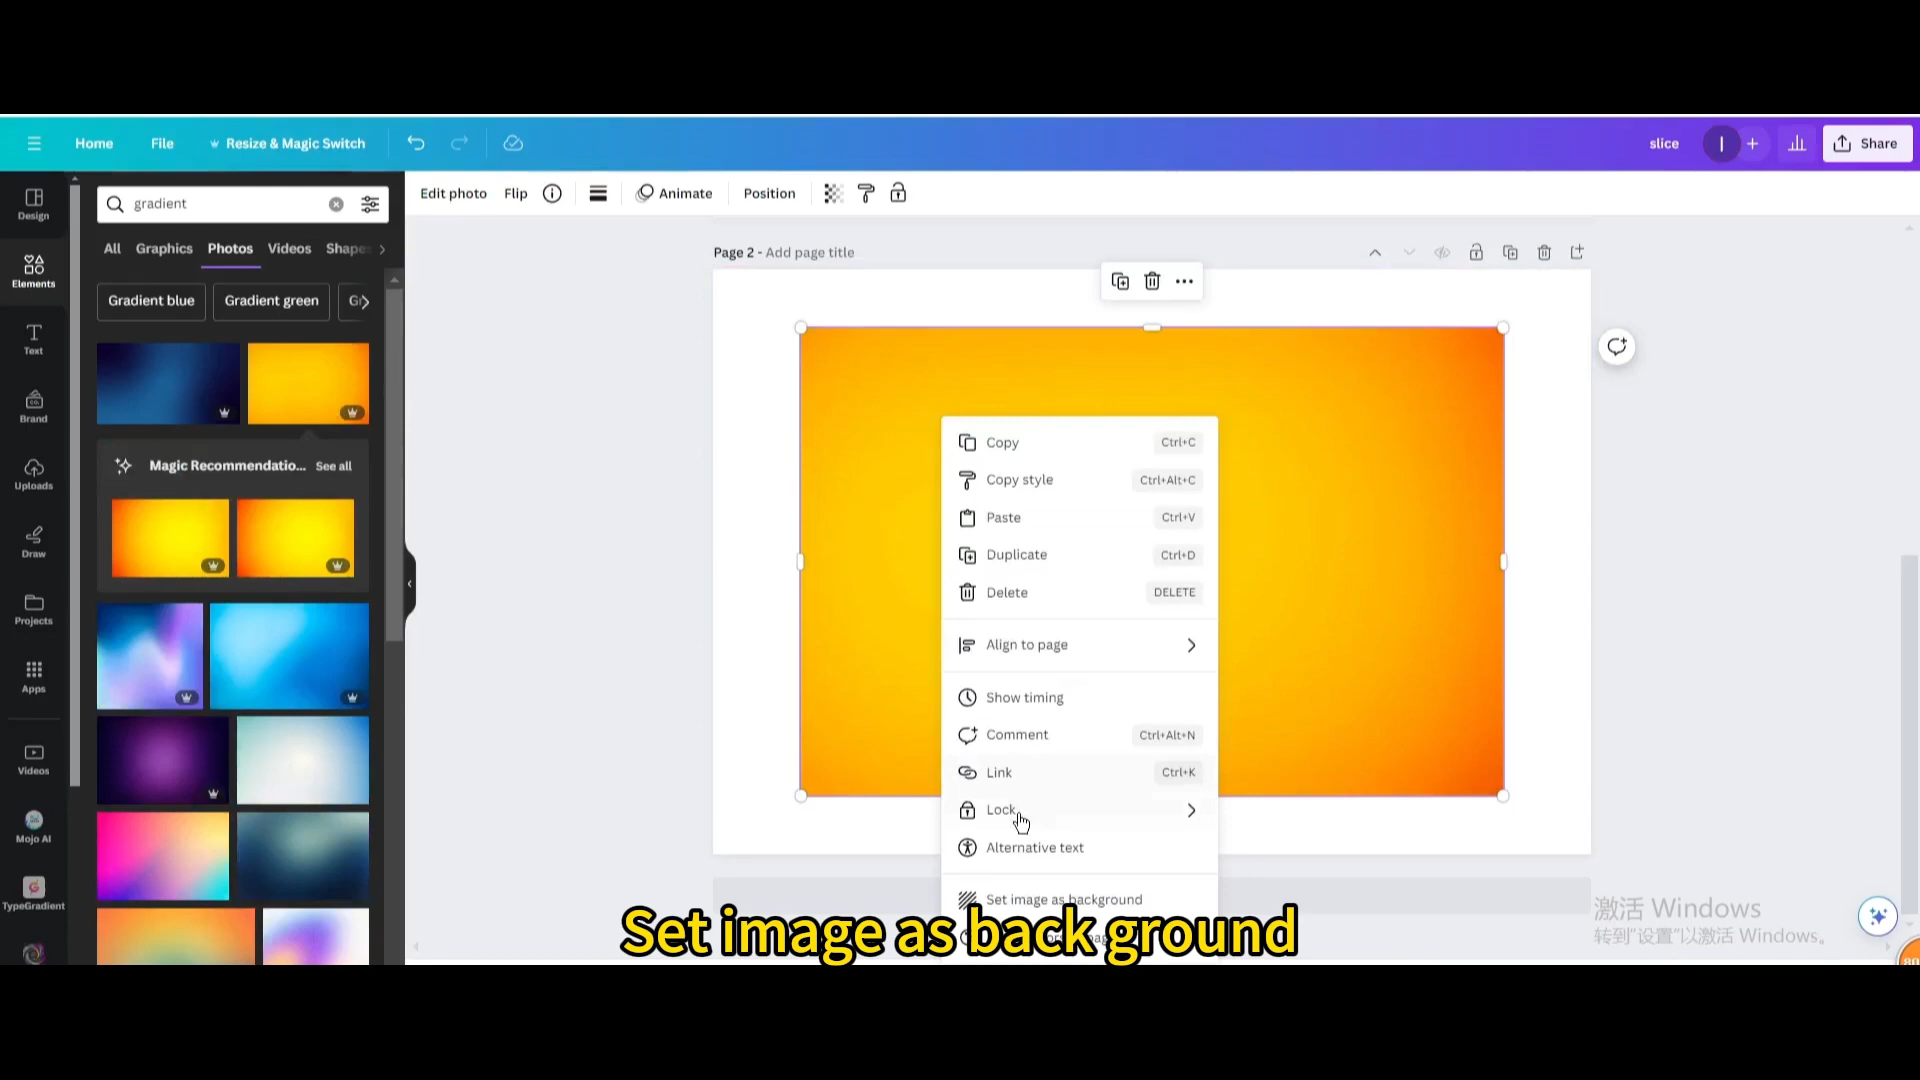 Home
File
Resize & Magic Switch
slice
I
Share
Design
Elements
Text
Brand
Uploads
Draw
Projects
Apps
Videos
Mojo AI
TypeGradient
gradient
All
Graphics
Photos
Videos
Shape
Gradient blue
Gradient green
Magic Recommendatio...
See all
Edit photo
Flip
Animate
Position
Page 2 - Add page title
Copy Ctrl+C
Copy style Ctrl+Alt+C
Paste Ctrl+V
Duplicate Ctrl+D
Delete DELETE
Align to page
Show timing
Comment Ctrl+Alt+N
Link Ctrl+K
Lock
Alternative text
Set image as background
Set image as back ground
激活 Windows
转到"设置"以激活 Windows。